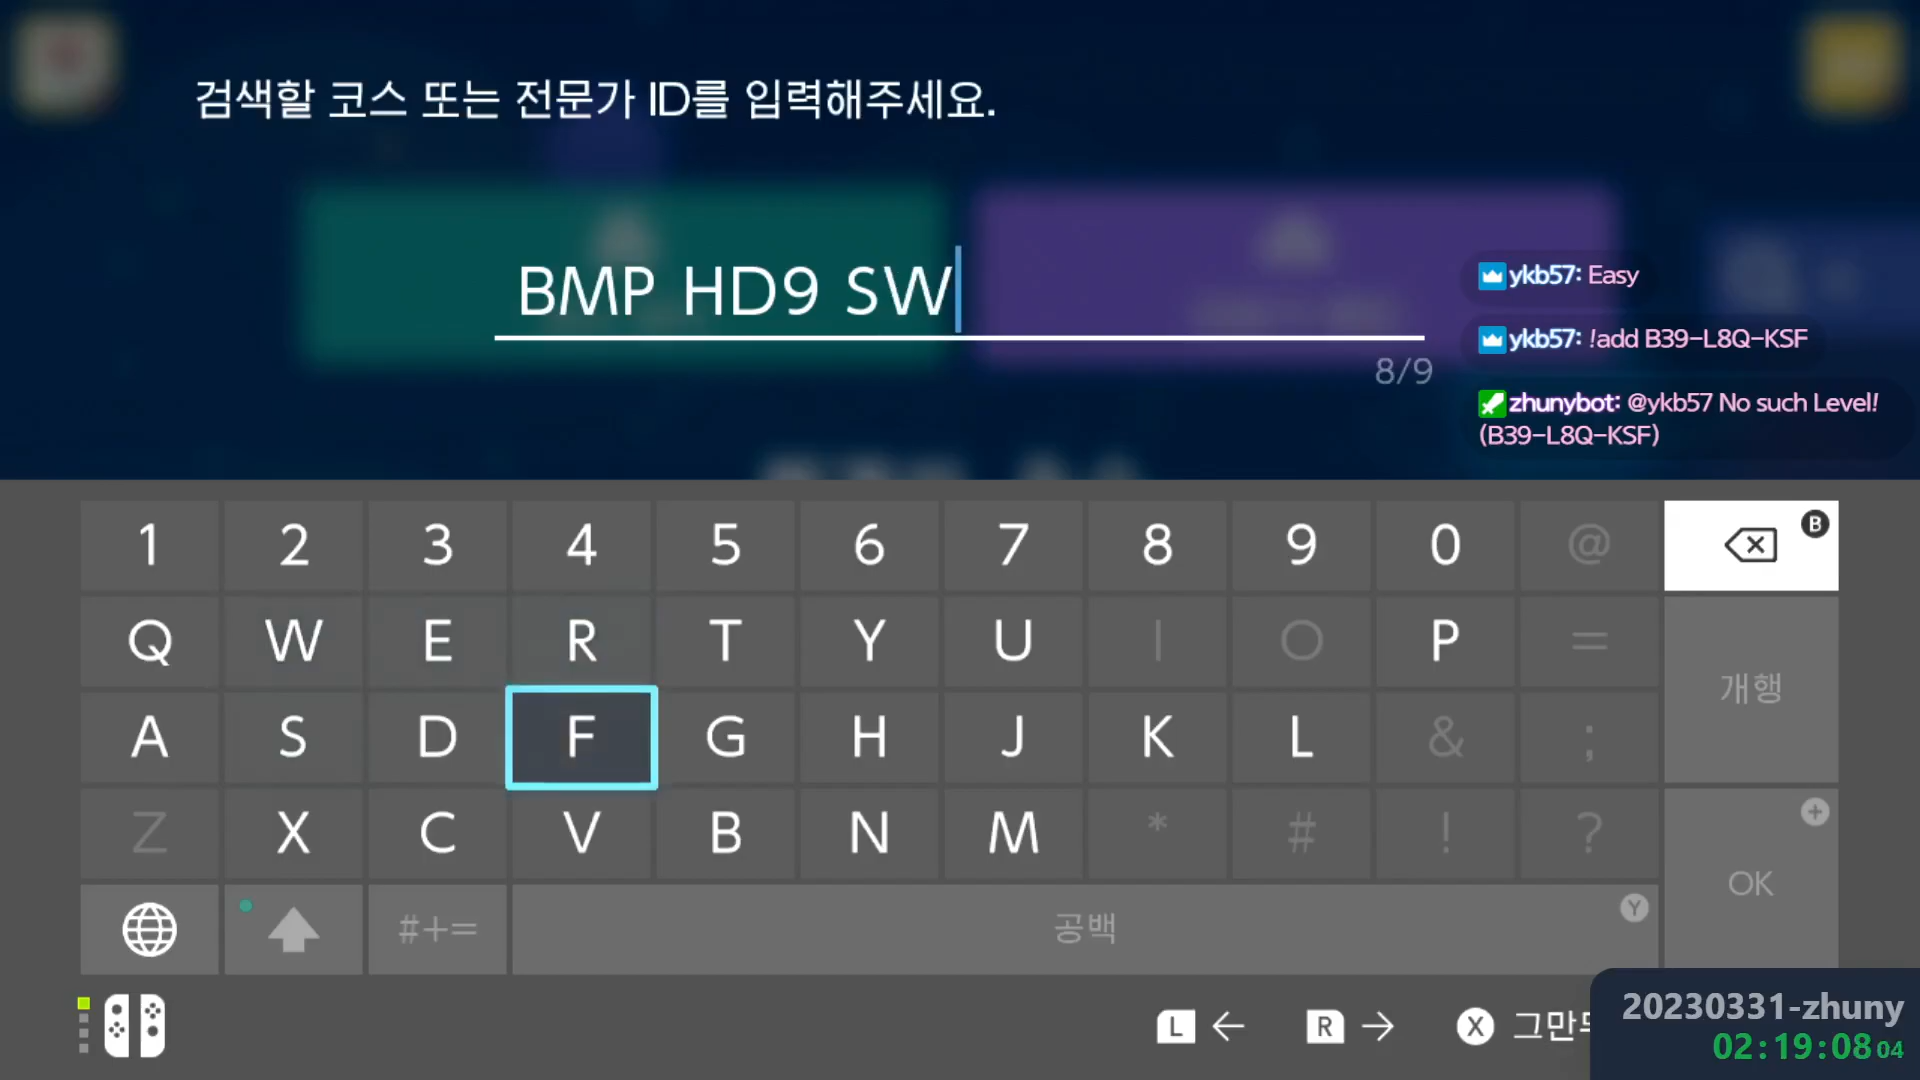 검색할 코스 또는 전문가 ID를 입력해주세요.
BMP HD9 SW
8/9
ykb57: Easy
ykb57: !add B39-L8Q-KSF
zhunybot: @ykb57 No such Level!
(B39-L8Q-KSF)
1 2 3 4 5 6 7 8 9 0 @ B
Q W E R T Y U I O P =
개행
A S D F G H J K L & ;
Z X C V B N M * # ! ? +
OK
#+= 공백 Y
L ← R → X
20230331-zhuny
02:19:08 04